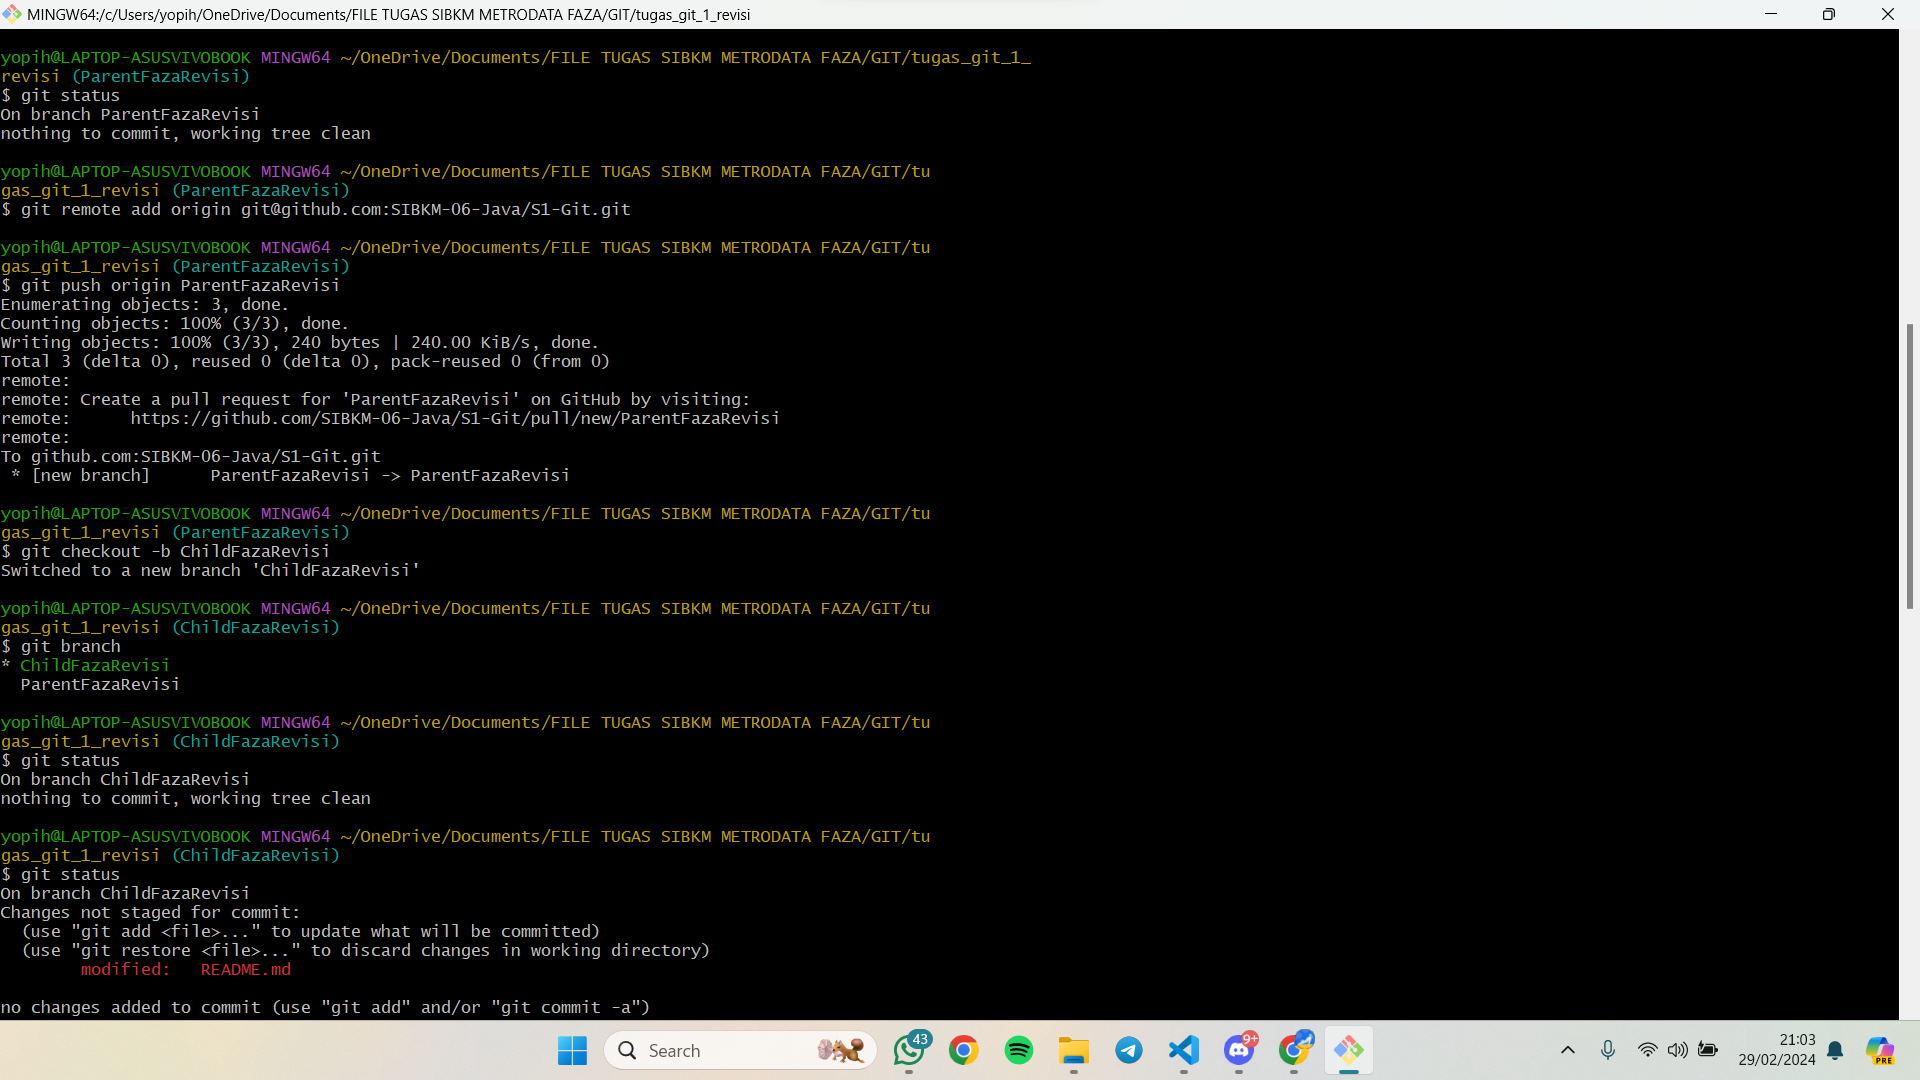 MINGW64:/c/Users/yopih/OneDrive/Documents/FILE TUGAS SIBKM METRODATA FAZA/GIT/tugas_git_1_revisi
yopih@LAPTOP-ASUSVIVOBOOK MINGW64 ~/OneDrive/Documents/FILE TUGAS SIBKM METRODATA FAZA/GIT/tugas_git_1_
revisi (ParentFazaRevisi)
$ git status
On branch ParentFazaRevisi
nothing to commit, working tree clean
yopih@LAPTOP-ASUSVIVOBOOK MINGW64 ~/OneDrive/Documents/FILE TUGAS SIBKM METRODATA FAZA/GIT/tu
gas_git_1_revisi (ParentFazaRevisi)
$ git remote add origin git@github.com:SIBKM-06-Java/S1-Git.git
yopih@LAPTOP-ASUSVIVOBOOK MINGW64 ~/OneDrive/Documents/FILE TUGAS SIBKM METRODATA FAZA/GIT/tu
gas_git_1_revisi (ParentFazaRevisi)
$ git push origin ParentFazaRevisi
Enumerating objects: 3, done.
Counting objects: 100% (3/3), done.
Writing objects: 100% (3/3), 240 bytes | 240.00 KiB/s, done.
Total 3 (delta 0), reused 0 (delta 0), pack-reused 0 (from 0)
remote:
remote: Create a pull request for 'ParentFazaRevisi' on GitHub by visiting:
remote:      https://github.com/SIBKM-06-Java/S1-Git/pull/new/ParentFazaRevisi
remote:
To github.com:SIBKM-06-Java/S1-Git.git
 * [new branch]      ParentFazaRevisi -> ParentFazaRevisi
yopih@LAPTOP-ASUSVIVOBOOK MINGW64 ~/OneDrive/Documents/FILE TUGAS SIBKM METRODATA FAZA/GIT/tu
gas_git_1_revisi (ParentFazaRevisi)
$ git checkout -b ChildFazaRevisi
Switched to a new branch 'ChildFazaRevisi'
yopih@LAPTOP-ASUSVIVOBOOK MINGW64 ~/OneDrive/Documents/FILE TUGAS SIBKM METRODATA FAZA/GIT/tu
gas_git_1_revisi (ChildFazaRevisi)
$ git branch
* ChildFazaRevisi
  ParentFazaRevisi
yopih@LAPTOP-ASUSVIVOBOOK MINGW64 ~/OneDrive/Documents/FILE TUGAS SIBKM METRODATA FAZA/GIT/tu
gas_git_1_revisi (ChildFazaRevisi)
$ git status
On branch ChildFazaRevisi
nothing to commit, working tree clean
yopih@LAPTOP-ASUSVIVOBOOK MINGW64 ~/OneDrive/Documents/FILE TUGAS SIBKM METRODATA FAZA/GIT/tu
gas_git_1_revisi (ChildFazaRevisi)
$ git status
On branch ChildFazaRevisi
Changes not staged for commit:
  (use "git add <file>..." to update what will be committed)
  (use "git restore <file>..." to discard changes in working directory)
        modified:   README.md
no changes added to commit (use "git add" and/or "git commit -a")
Search
43
9+
21:03
29/02/2024
PRE